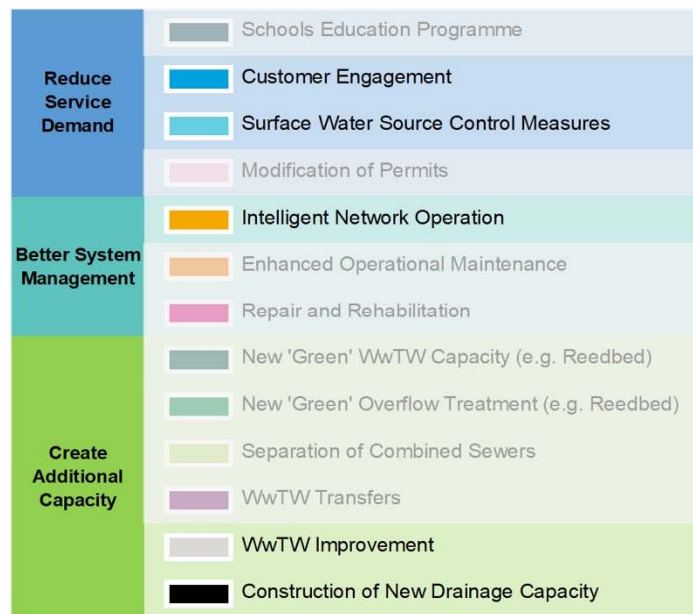 Reduce
Service
Demand
Schools Education Programme
Customer Engagement
Surface Water Source Control Measures
Modification of Permits
Better System
Management
Intelligent Network Operation
Enhanced Operational Maintenance
Repair and Rehabilitation
Create
Additional
Capacity
New 'Green' WwTW Capacity (e.g. Reedbed)
New 'Green' Overflow Treatment (e.g. Reedbed)
Separation of Combined Sewers
WwTW Transfers
WwTW Improvement
Construction of New Drainage Capacity